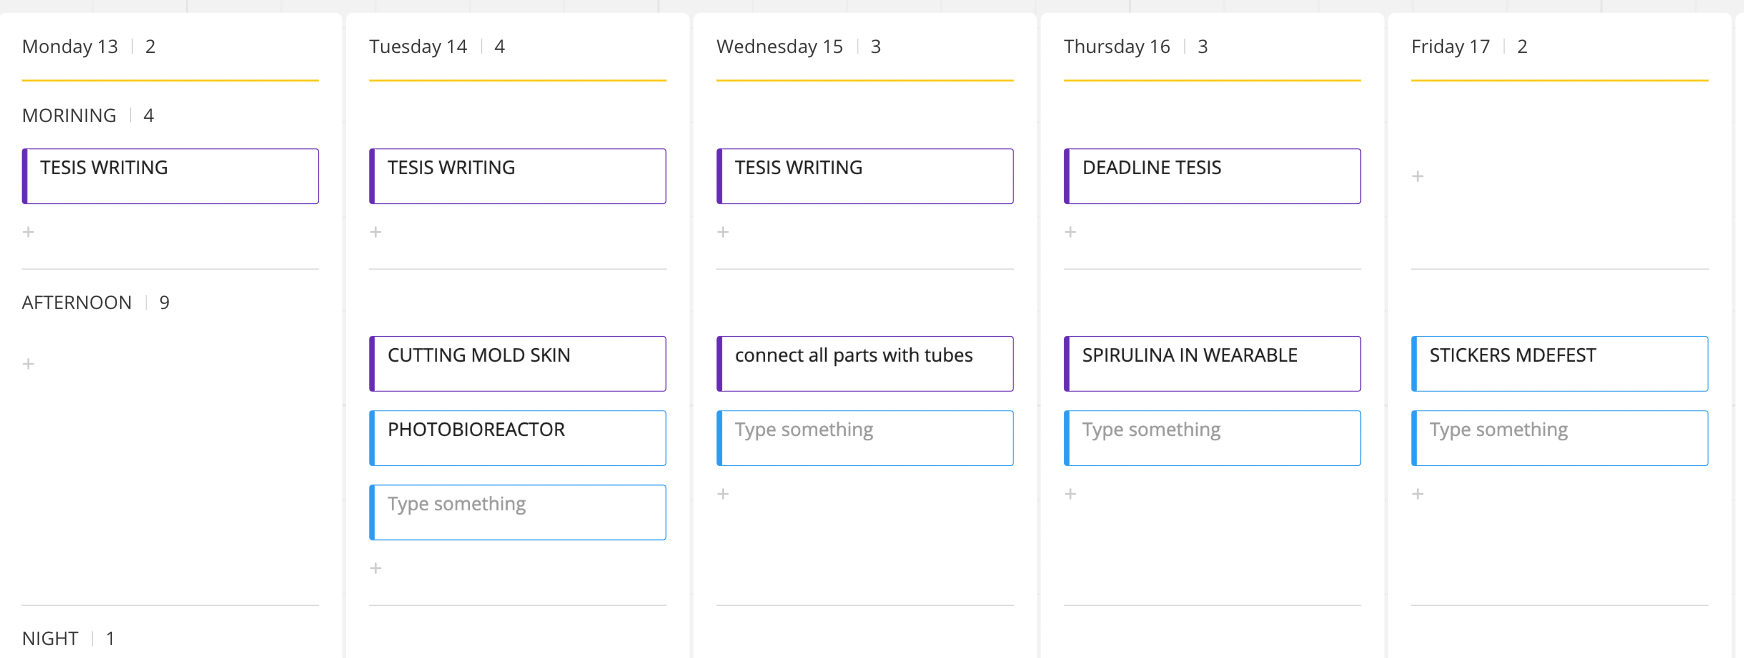 Monday 13 | 2
Tuesday 14 | 4
Wednesday 15 | 3
Thursday 16 | 3
Friday 17 | 2
MORINING | 4
TESIS WRITING
TESIS WRITING
TESIS WRITING
DEADLINE TESIS
+
+
+
+
+
AFTERNOON | 9
+
CUTTING MOLD SKIN
connect all parts with tubes
SPIRULINA IN WEARABLE
STICKERS MDEFEST
PHOTOBIOREACTOR
Type something
Type something
Type something
Type something
+
+
+
+
NIGHT | 1